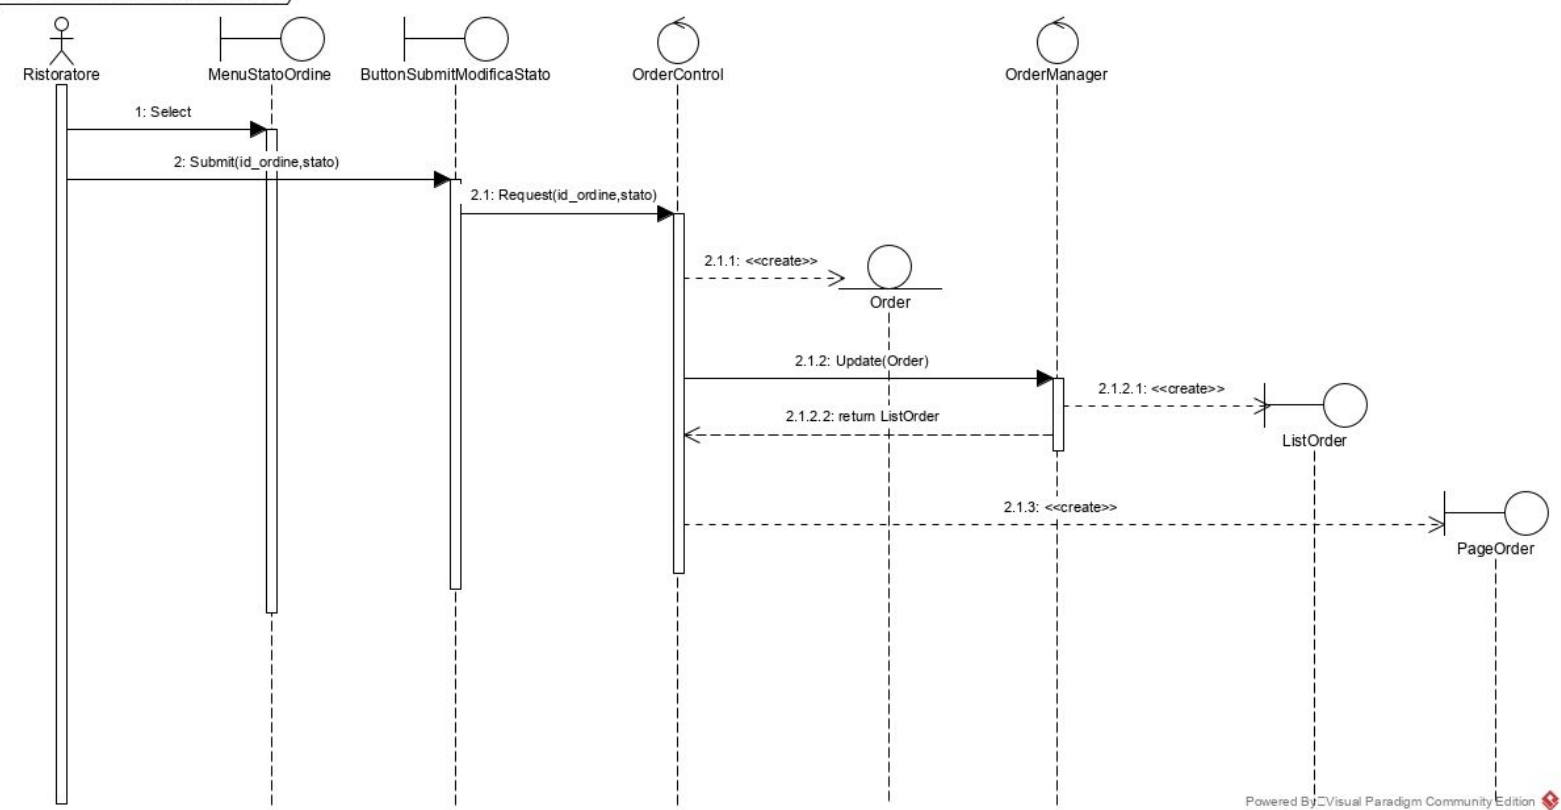 Ristoratore
MenuStatoOrdine
ButtonSubmitModificaStato
OrderControl
OrderManager
1: Select
2: Submit(id_ordine,stato)
2.1: Request(id_ordine,stato)
2.1.1: <<create>>
Order
2.1.2: Update(Order)
2.1.2.1: <<create>>
2.1.2.2: return ListOrder
ListOrder
2.1.3: <<create>>
PageOrder
Powered By□Visual Paradigm Community Edition